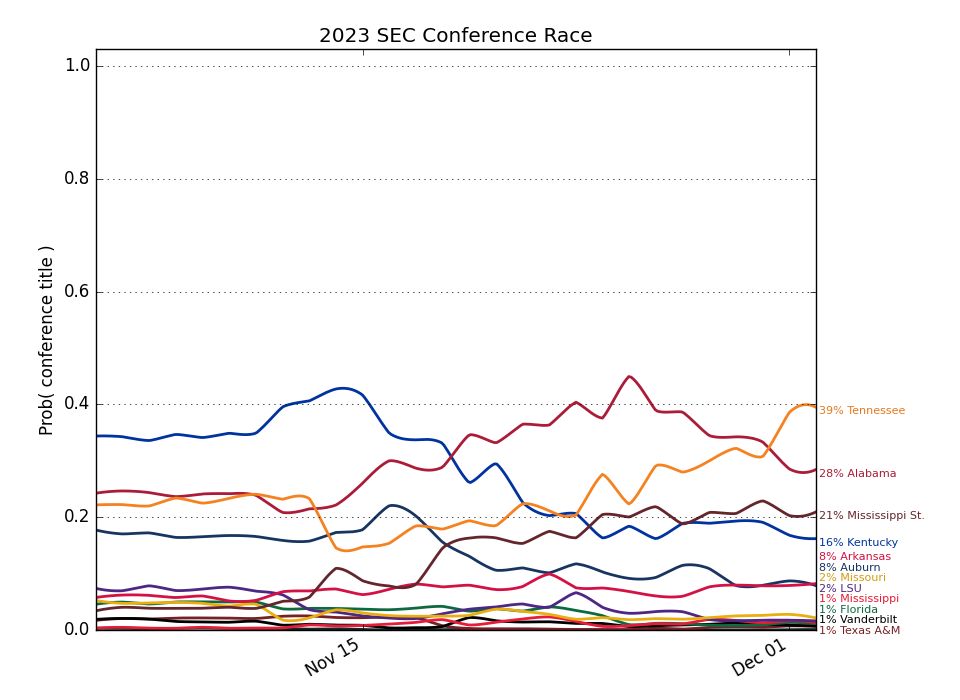 2023 SEC Conference Race
Prob( conference title )
1.0
0.8
0.6
0.4
0.2
0.0
Nov 15
Dec 01
39% Tennessee
28% Alabama
21% Mississippi St.
16% Kentucky
8% Arkansas
8% Auburn
2% Missouri
2% LSU
1% Mississippi
1% Florida
1% Vanderbilt
1% Texas A&M